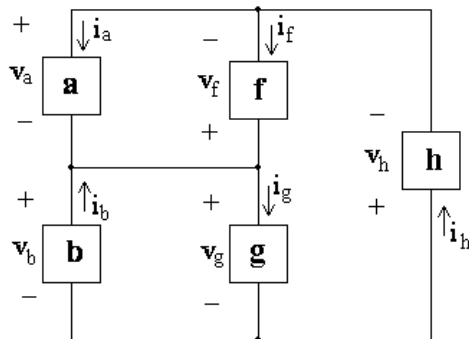 + i_a − i_f
v_a a v_f f −
− + v_h h
+ i_b + i_g + i_h
v_b b v_g g
− −